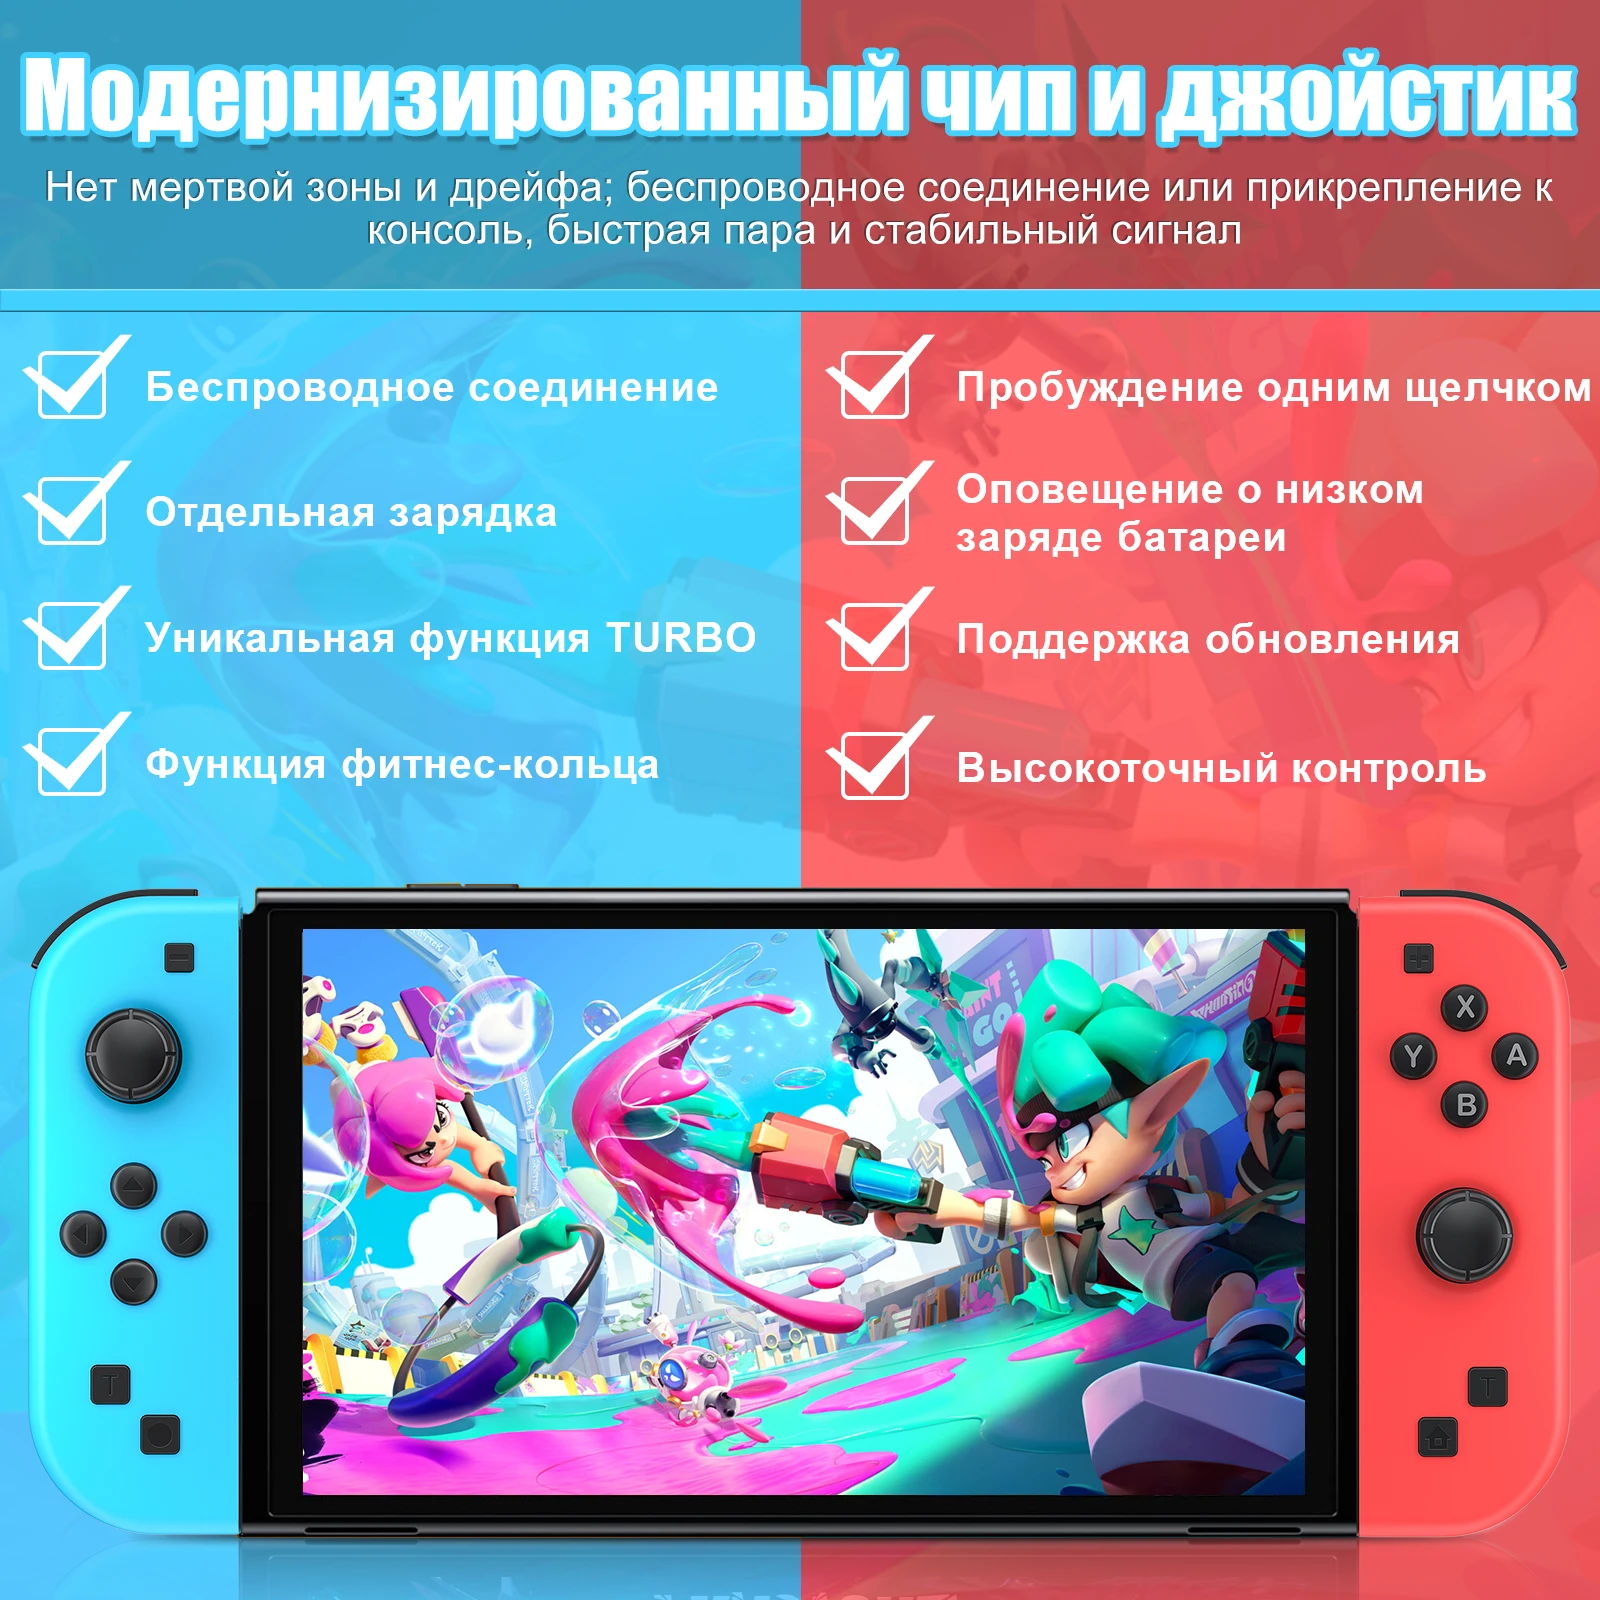 Модернизированный чип и джойстик
Нет мертвой зоны и дрейфа; беспроводное соединение или прикрепление к
консоль, быстрая пара и стабильный сигнал
Беспроводное соединение
Отдельная зарядка
Уникальная функция TURBO
Функция фитнес-кольца
Пробуждение одним щелчком
Оповещение о низком
заряде батареи
Поддержка обновления
Высокоточный контроль
X
Y
A
B
T
T
GO